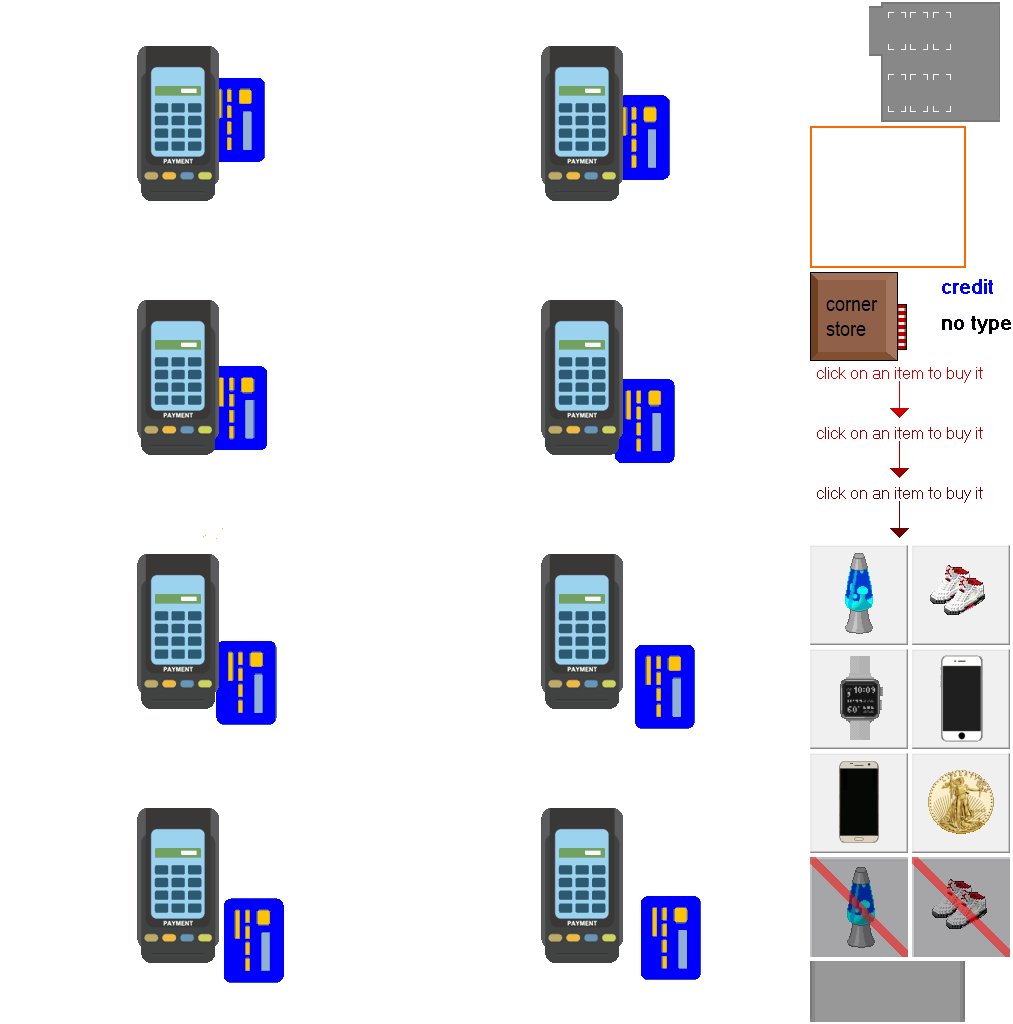 PAYMENT
PAYMENT
credit
corner
store
no type
click on an item to buy it
PAYMENT
PAYMENT
click on an item to buy it
click on an item to buy it
PAYMENT
PAYMENT
10:09
60°
PAYMENT
PAYMENT